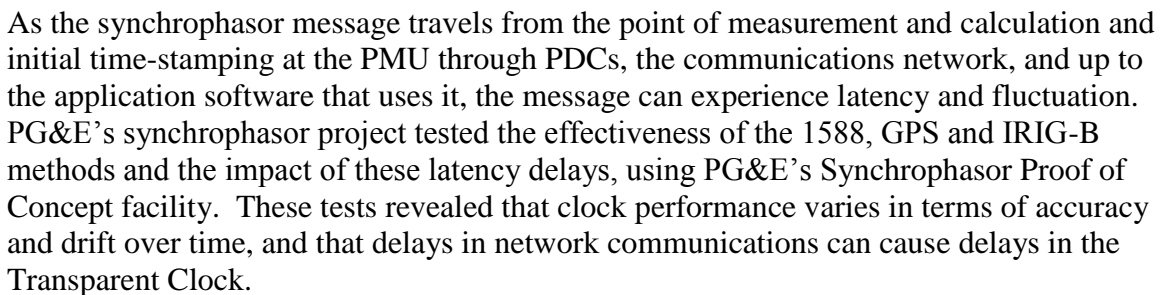 As the synchrophasor message travels from the point of measurement and calculation and
initial time-stamping at the PMU through PDCs, the communications network, and up to
the application software that uses it, the message can experience latency and fluctuation.
PG&E’s synchrophasor project tested the effectiveness of the 1588, GPS and IRIG-B
methods and the impact of these latency delays, using PG&E’s Synchrophasor Proof of
Concept facility.  These tests revealed that clock performance varies in terms of accuracy
and drift over time, and that delays in network communications can cause delays in the
Transparent Clock.